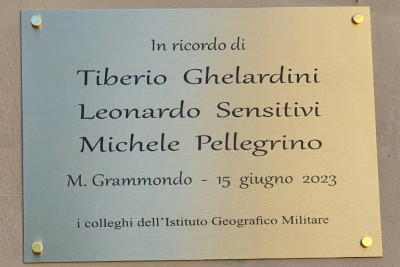 In ricordo di
Tiberio Ghelardini
Leonardo Sensitivi
Michele Pellegrino
M. Grammondo - 15 giugno 2023
i colleghi dell'Istituto Geografico Militare